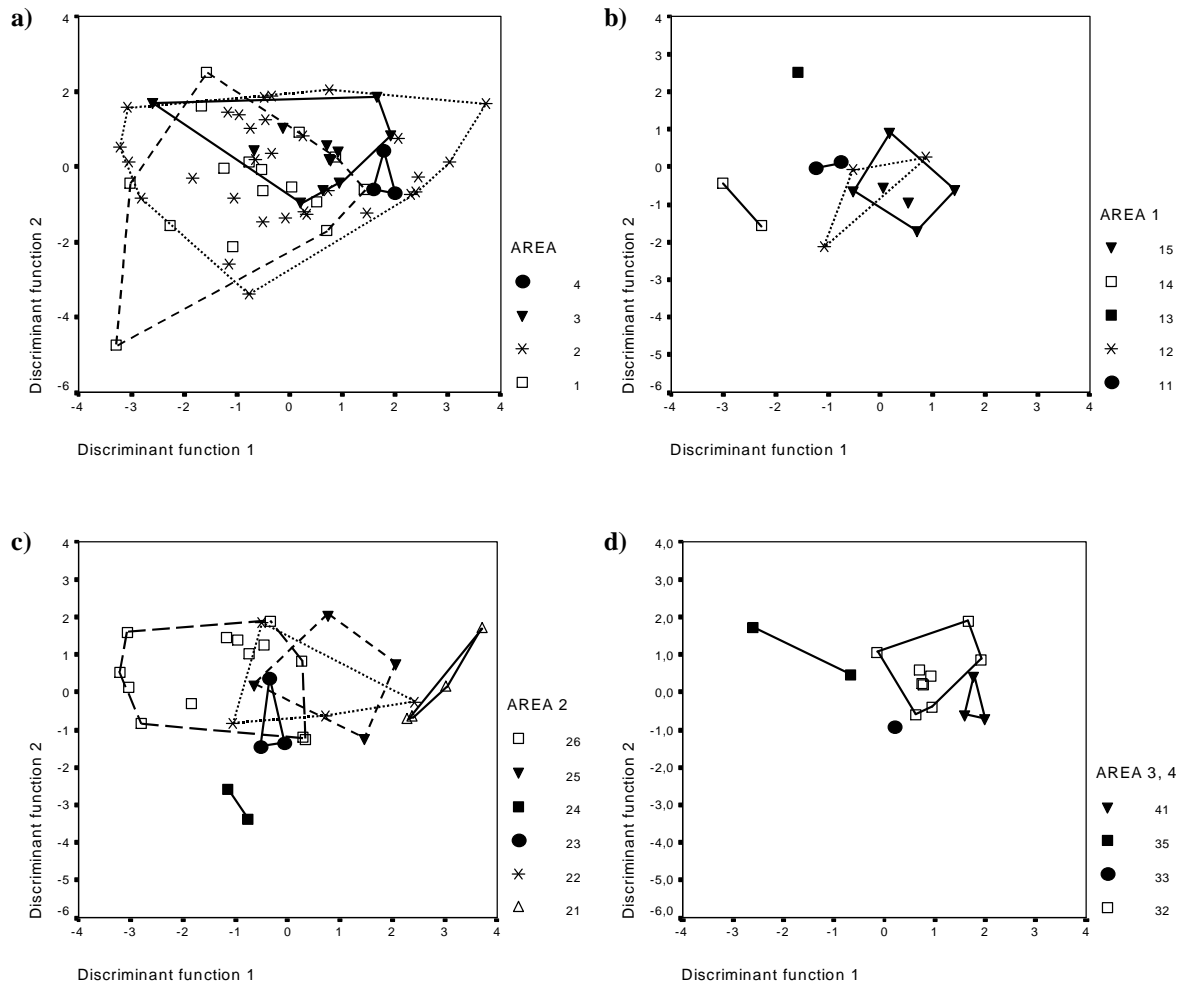 a)
4
2
0
-2
-4
-6
-4 -3 -2 -1 0 1 2 3 4
Discriminant function 2
Discriminant function 1
AREA
4
3
2
1
b)
4
3
2
1
0
-1
-2
-3
-4
-5
-6
-4 -3 -2 -1 0 1 2 3 4
Discriminant function 2
Discriminant function 1
AREA 1
15
14
13
12
11
c)
4
3
2
1
0
-1
-2
-3
-4
-5
-6
-4 -3 -2 -1 0 1 2 3 4
Discriminant function 2
Discriminant function 1
AREA 2
26
25
24
23
22
21
d)
4,0
3,0
2,0
1,0
0,0
-1,0
-2,0
-3,0
-4,0
-5,0
-6,0
-4 -3 -2 -1 0 1 2 3 4
Discriminant function 2
Discriminant function 1
AREA 3, 4
41
35
33
32